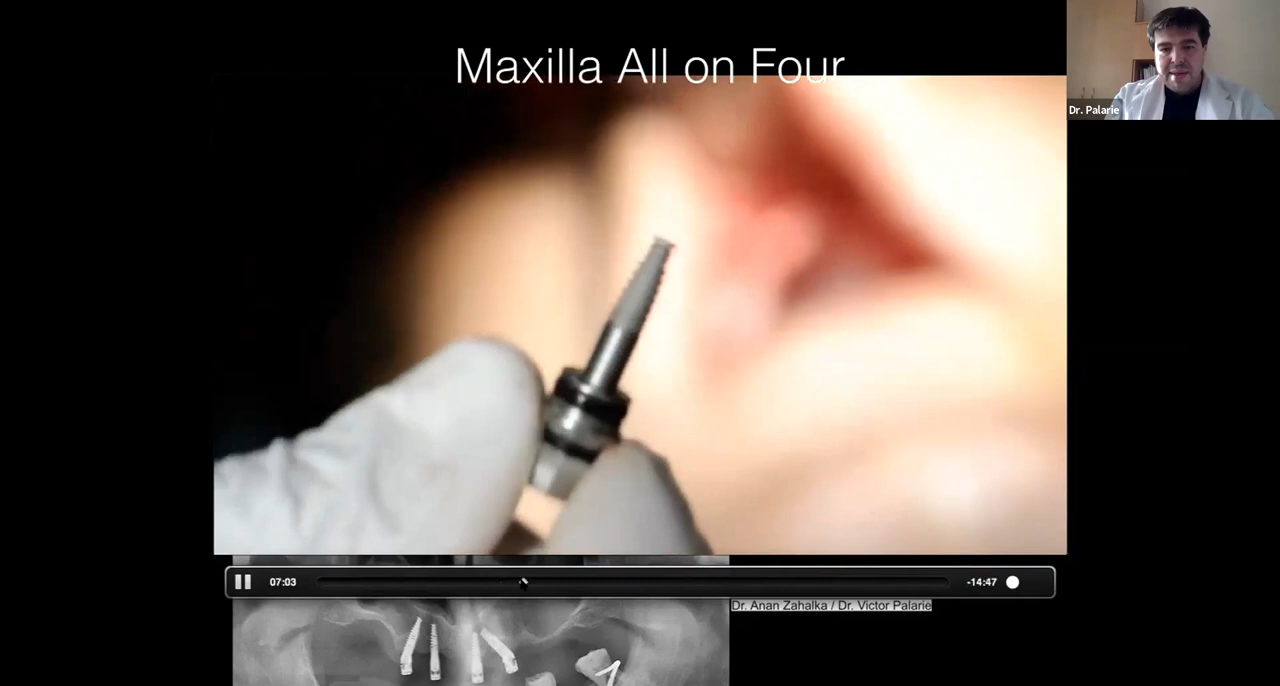 Maxilla All on Four
Dr. Palarie
07:03
-14:47
Dr. Anan Zahalka / Dr. Victor Palarie